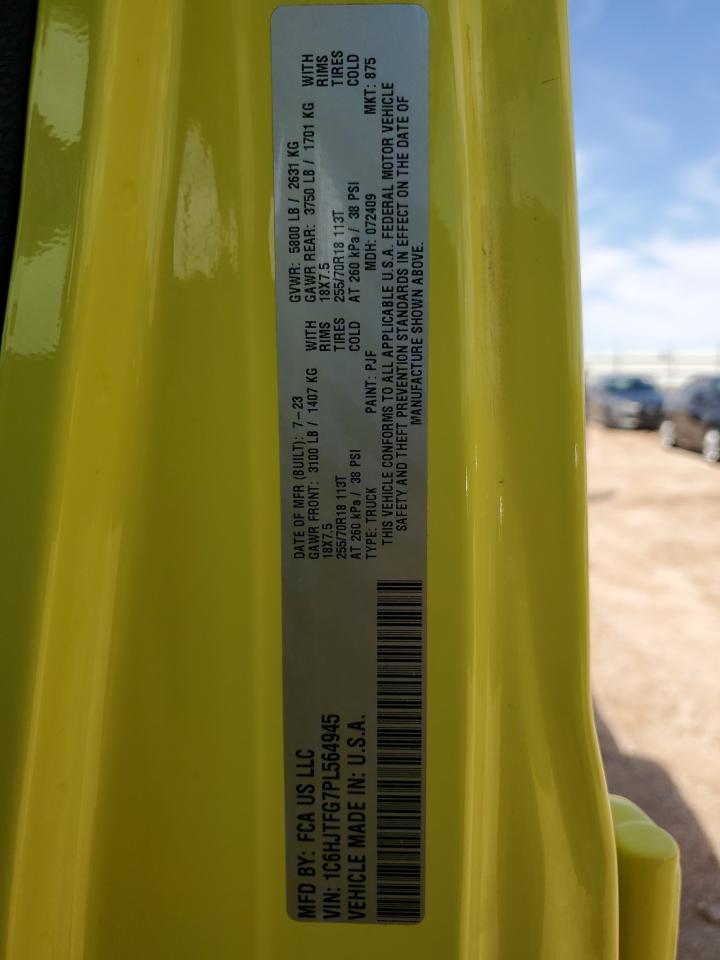 MFD BY: FCA US LLC
VIN: 1C6HJTFG7PL564945
VEHICLE MADE IN: U.S.A.
DATE OF MFR (BUILT): 7-23
GAWR FRONT: 3100 LB / 1407 KG WITH
18X7.5 RIMS
255/70R18 113T TIRES
AT 260 kPa / 38 PSI COLD
GVWR: 5800 LB / 2631 KG
GAWR REAR: 3750 LB / 1701 KG WITH
18X7.5 RIMS
255/70R18 113T TIRES
AT 260 kPa / 38 PSI COLD
TYPE: TRUCK PAINT: PJF MDH: 072409 MKT: 875
THIS VEHICLE CONFORMS TO ALL APPLICABLE U.S.A. FEDERAL MOTOR VEHICLE
SAFETY AND THEFT PREVENTION STANDARDS IN EFFECT ON THE DATE OF
MANUFACTURE SHOWN ABOVE.